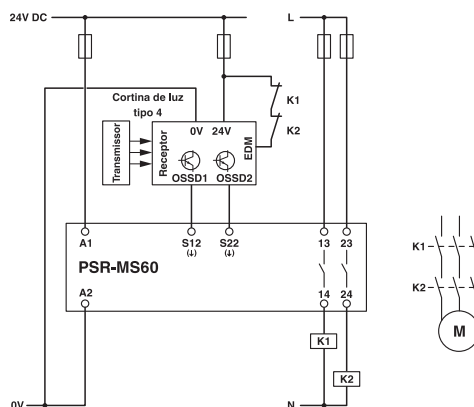 24V DC
L
Cortina de luz
tipo 4
K1
K2
Transmissor
Receptor
0V 24V
EDM
OSSD1 OSSD2
A1
S12
(↓)
S22
(↓)
13 23
PSR-MS60
A2
14 24
K1
K2
0V
N
K1
K2
M